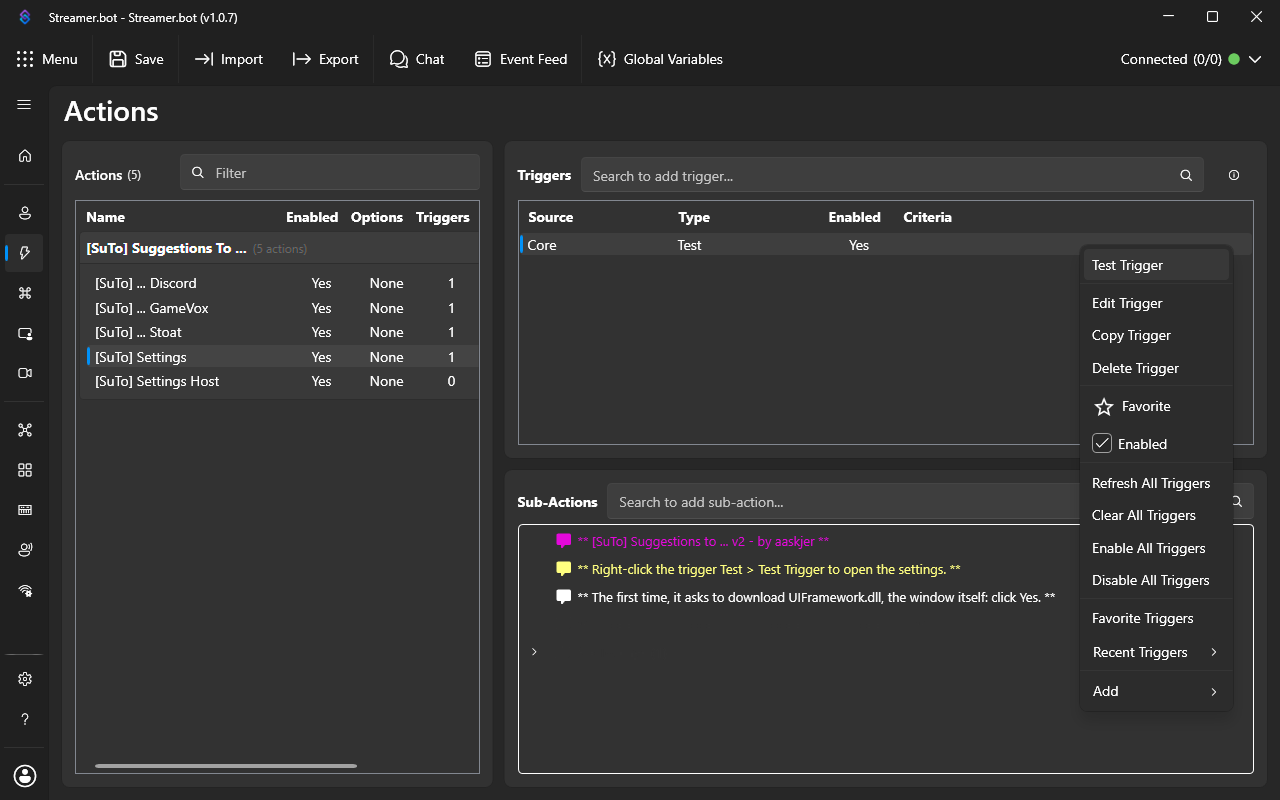 Streamer.bot - Streamer.bot (v1.0.7)
Menu Save Import Export Chat Event Feed Global Variables Connected (0/0)
Actions
Actions (5) Filter
Name Enabled Options Triggers
[SuTo] Suggestions To ... (5 actions)
[SuTo] ... Discord Yes None 1
[SuTo] ... GameVox Yes None 1
[SuTo] ... Stoat Yes None 1
[SuTo] Settings Yes None 1
[SuTo] Settings Host Yes None 0
Triggers Search to add trigger...
Source Type Enabled Criteria
Core Test Yes
Test Trigger
Edit Trigger
Copy Trigger
Delete Trigger
Favorite
Enabled
Refresh All Triggers
Clear All Triggers
Enable All Triggers
Disable All Triggers
Favorite Triggers
Recent Triggers
Add
Sub-Actions Search to add sub-action...
** [SuTo] Suggestions to ... v2 - by aaskjer **
** Right-click the trigger Test > Test Trigger to open the settings. **
** The first time, it asks to download UIFramework.dll, the window itself: click Yes. **